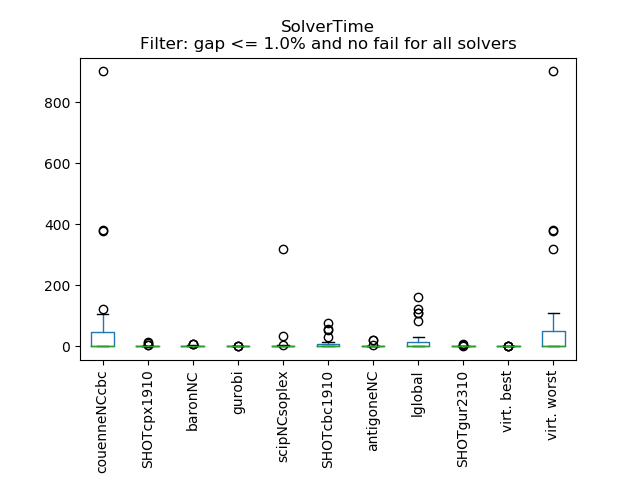 SolverTime
Filter: gap <= 1.0% and no fail for all solvers
800
600
400
200
0
couenneNCcbc
SHOTcpx1910
baronNC
gurobi
scipNCsoplex
SHOTcbc1910
antigoneNC
lglobal
SHOTgur2310
virt. best
virt. worst